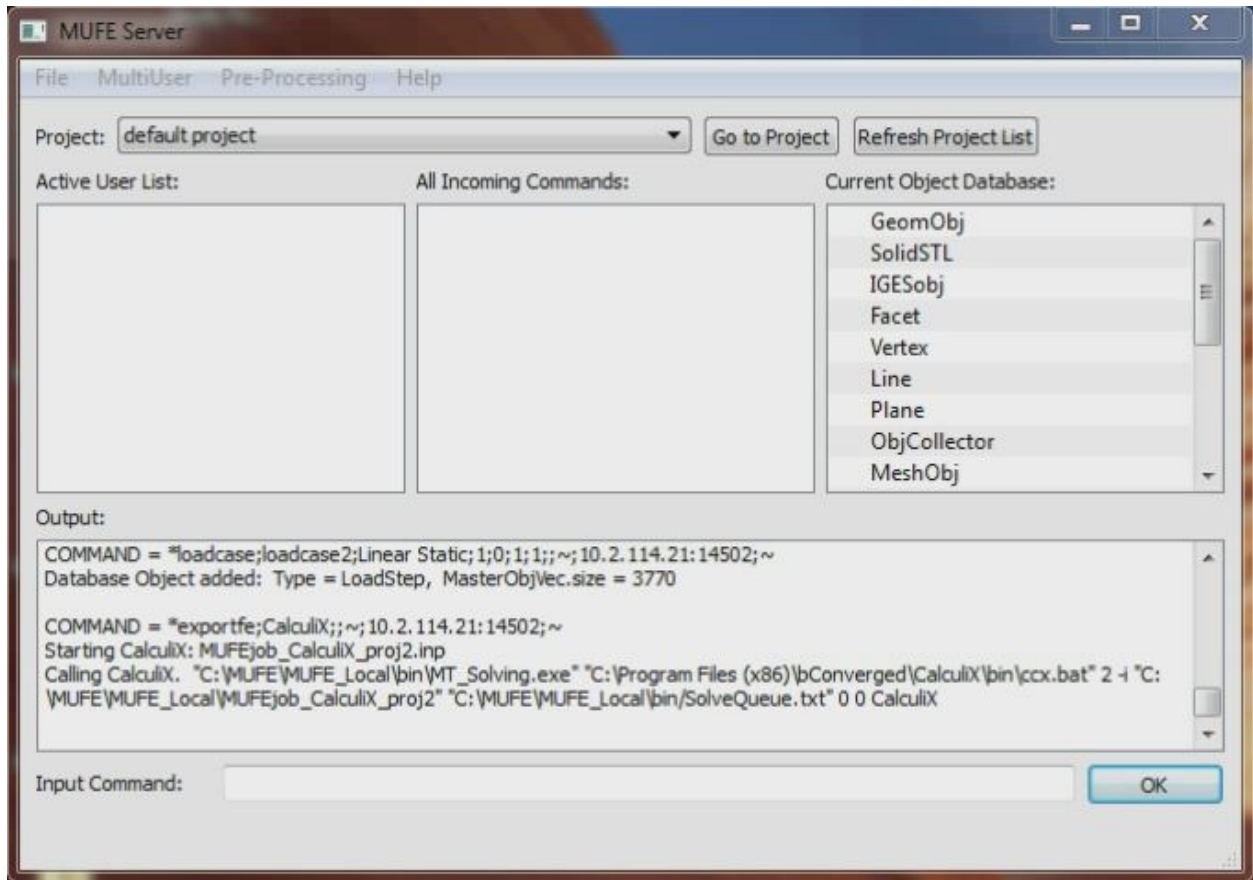 MUFE Server
File MultiUser Pre-Processing Help
Project: default project Go to Project Refresh Project List
Active User List: All Incoming Commands: Current Object Database:
GeomObj
SolidSTL
IGESobj
Facet
Vertex
Line
Plane
ObjCollector
MeshObj
Output:
COMMAND = *loadcase;loadcase2;Linear Static;1;0;1;1;;~;10.2.114.21:14502;~
Database Object added: Type = LoadStep, MasterObjVec.size = 3770
COMMAND = *exportfe;CalculiX;;~;10.2.114.21:14502;~
Starting CalculiX: MUFEjob_CalculiX_proj2.inp
Calling CalculiX. "C:\MUFE\MUFE_Local\bin\MT_Solving.exe" "C:\Program Files (x86)\bConverged\CalculiX\bin\ccx.bat" 2 -i "C:
\MUFE\MUFE_Local\MUFEjob_CalculiX_proj2" "C:\MUFE\MUFE_Local\bin/SolveQueue.txt" 0 0 CalculiX
Input Command: OK